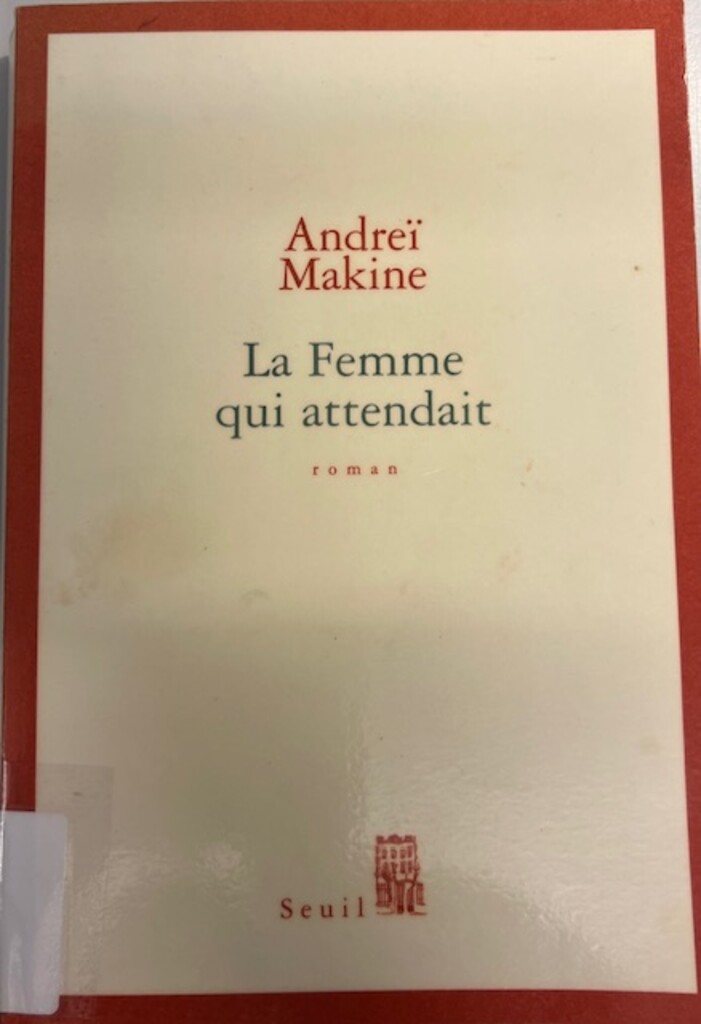 Andreï
Makine
La Femme
qui attendait
roman
Seuil